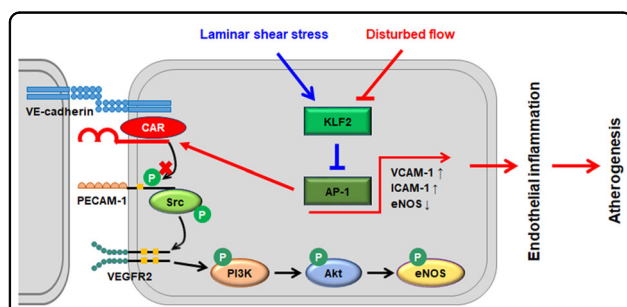 Laminar shear stress
Disturbed flow
VE-cadherin
CAR
KLF2
P
AP-1
VCAM-1 ↑
ICAM-1 ↑
eNOS ↓
PECAM-1
Src
P
VEGFR2
P
PI3K
P
Akt
P
eNOS
Endothelial inflammation
Atherogenesis